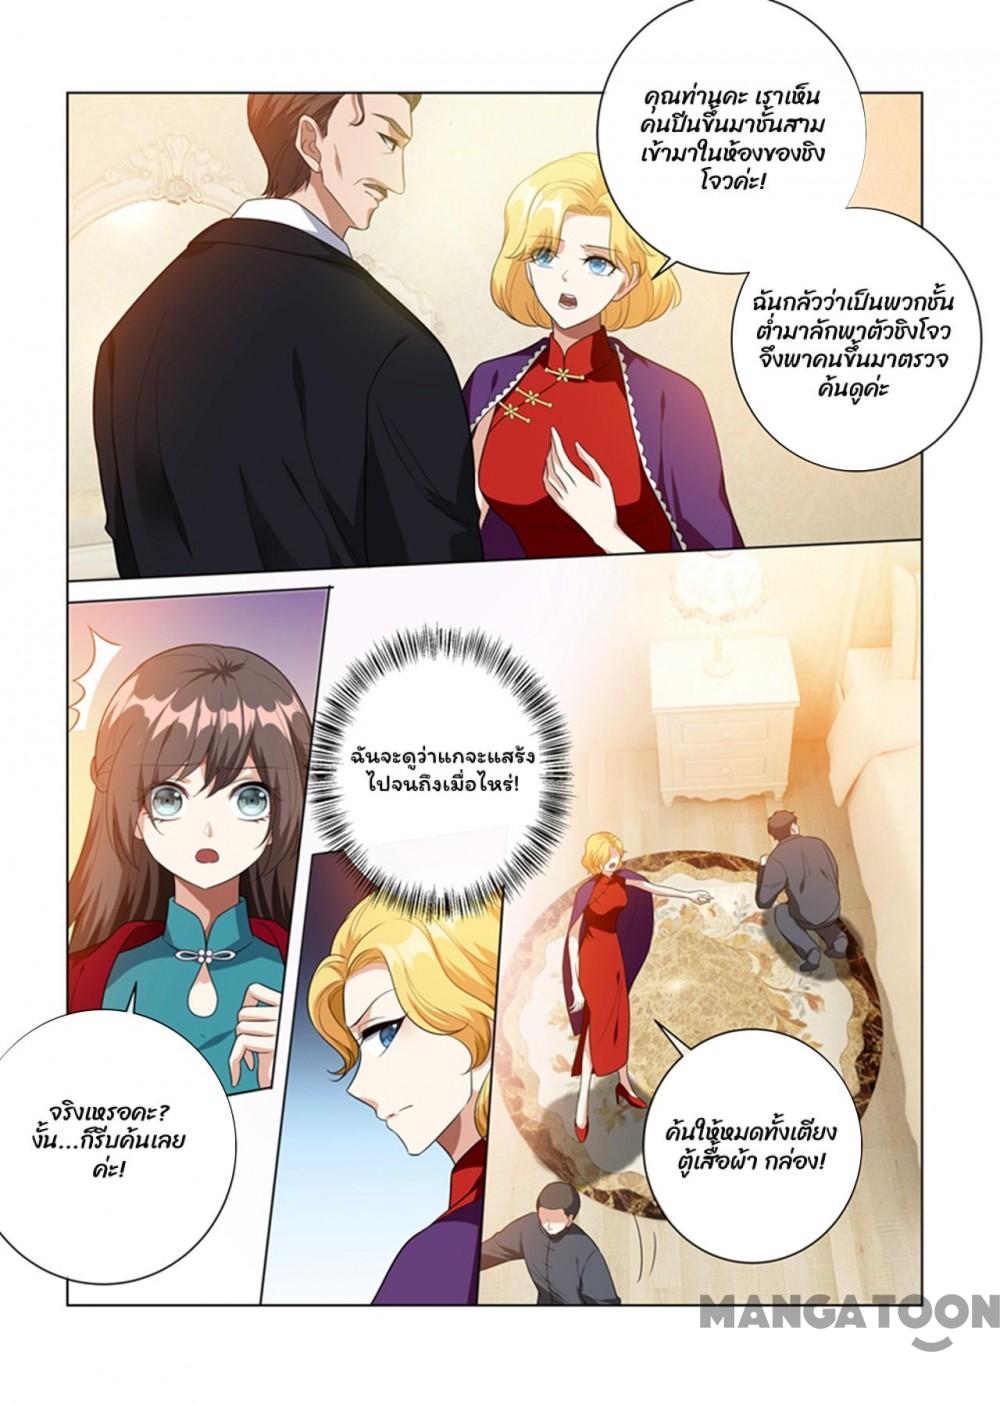 คุณท่านคะ เราเห็น
คนปีนขึ้นมาชั้นสาม
เข้ามาในห้องของชิง
โจวค่ะ!
ฉันกลัวว่าเป็นพวกชั้น
ต่ำมาลักพาตัวชิงโจว
จึงพาคนขึ้นมาตรวจ
ค้นดูค่ะ
ฉันจะดูว่าแกจะแสร้ง
ไปจนถึงเมื่อไหร่!
จริงเหรอคะ?
งั้น...ก็รีบค้นเลย
ค่ะ!
ค้นให้หมดทั้งเตียง
ตู้เสื้อผ้า กล่อง!
MANGATOON